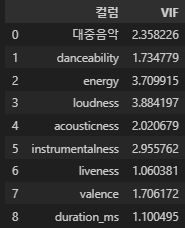 컬럼 VIF
0 대중음악 2.358226
1 danceability 1.734779
2 energy 3.709915
3 loudness 3.884197
4 acousticness 2.020679
5 instrumentalness 2.955762
6 liveness 1.060381
7 valence 1.706172
8 duration_ms 1.100495